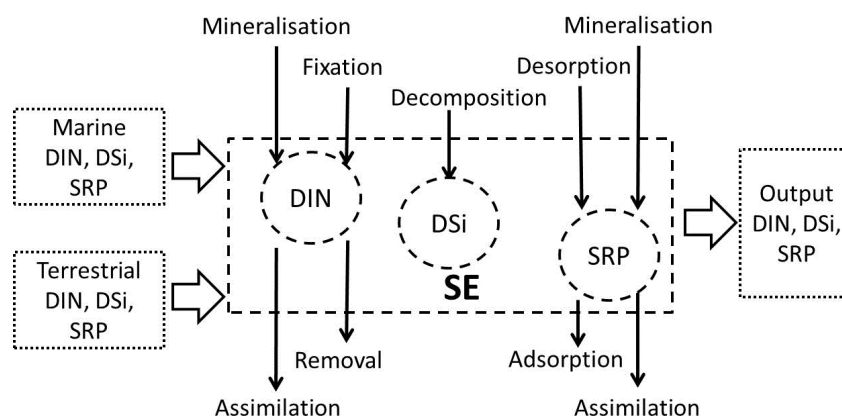 Mineralisation
Mineralisation
Fixation
Desorption
Decomposition
Marine
DIN, DSi,
SRP
DIN
DSi
SRP
SE
Output
DIN, DSi,
SRP
Terrestrial
DIN, DSi,
SRP
Removal
Adsorption
Assimilation
Assimilation